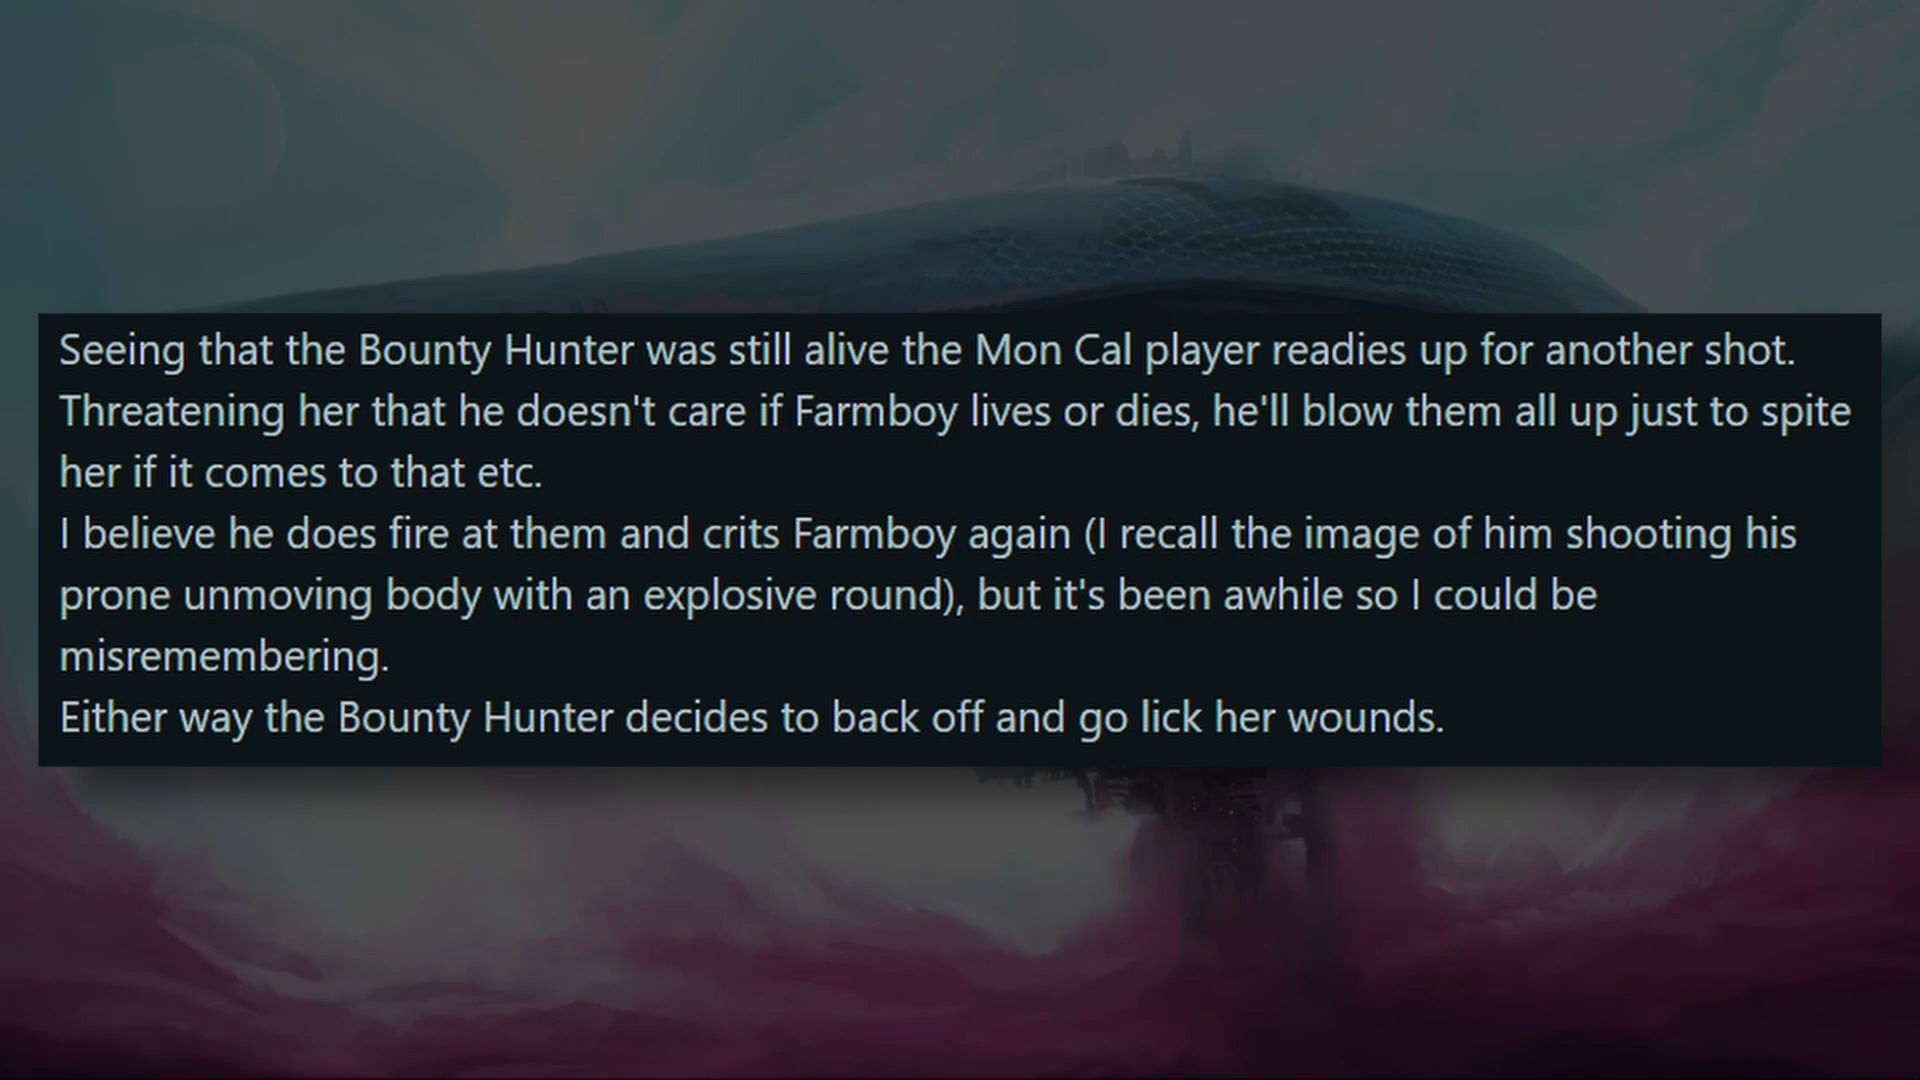 Seeing that the Bounty Hunter was still alive the Mon Cal player readies up for another shot.
Threatening her that he doesn't care if Farmboy lives or dies, he'll blow them all up just to spite
her if it comes to that etc.
I believe he does fire at them and crits Farmboy again (I recall the image of him shooting his
prone unmoving body with an explosive round), but it's been awhile so I could be
misremembering.
Either way the Bounty Hunter decides to back off and go lick her wounds.